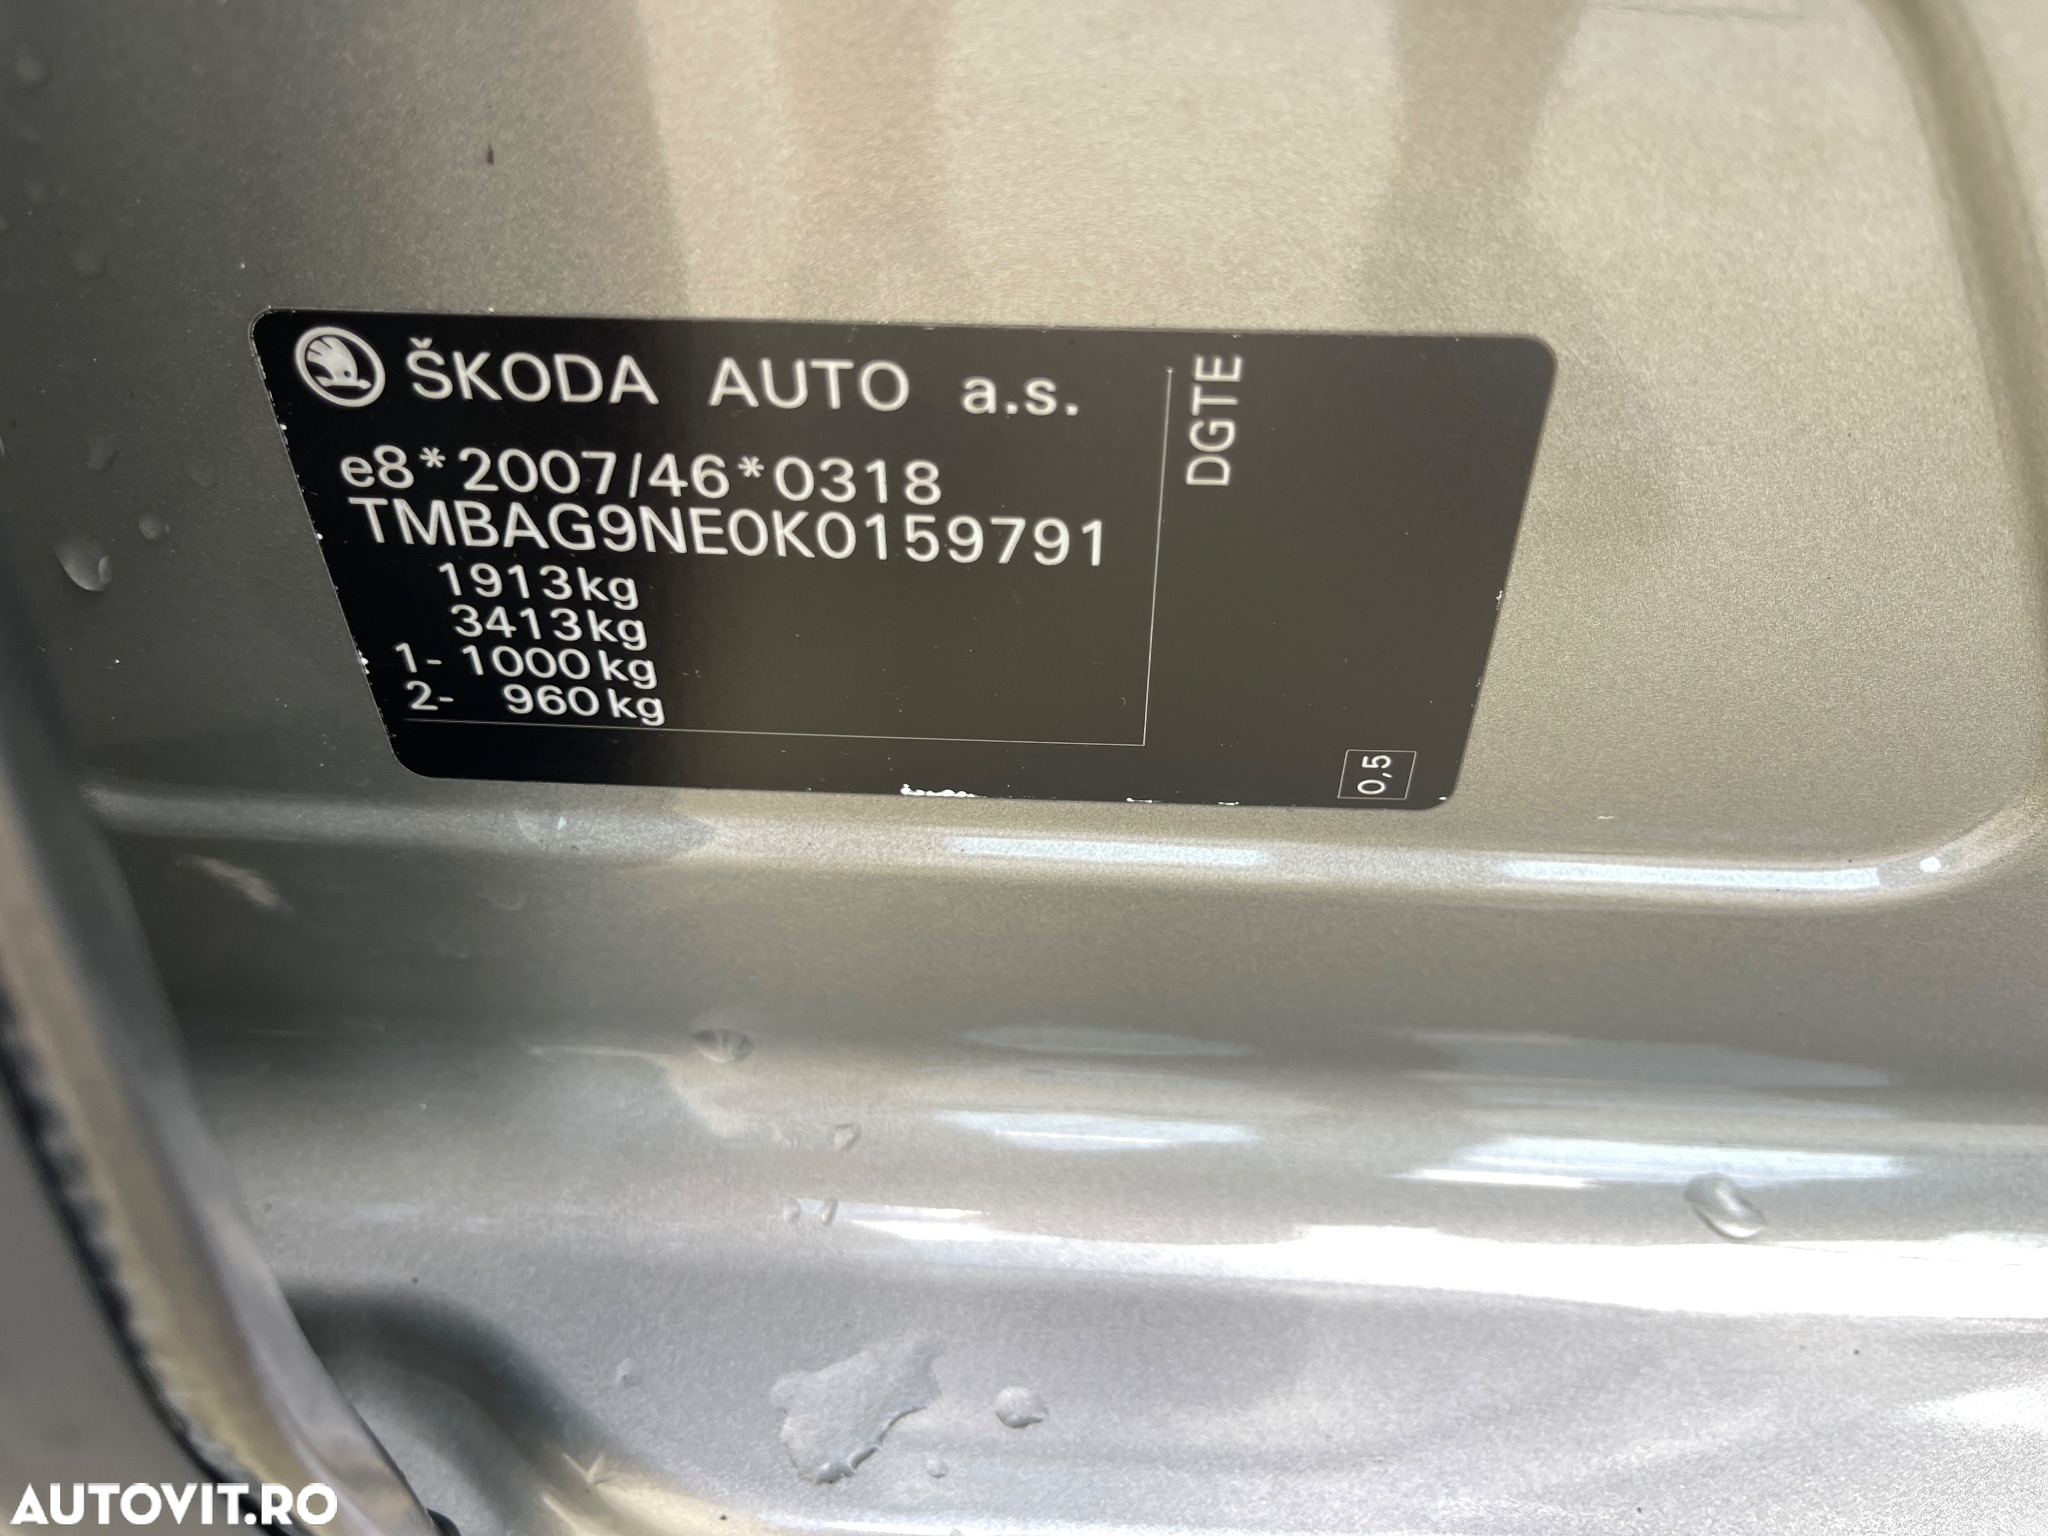 ŠKODA AUTO a.s.
e8*2007/46*0318
TMBAG9NE0K0159791
1913kg
3413kg
1- 1000kg
2- 960kg
DGTE
0,5
AUTOVIT.RO